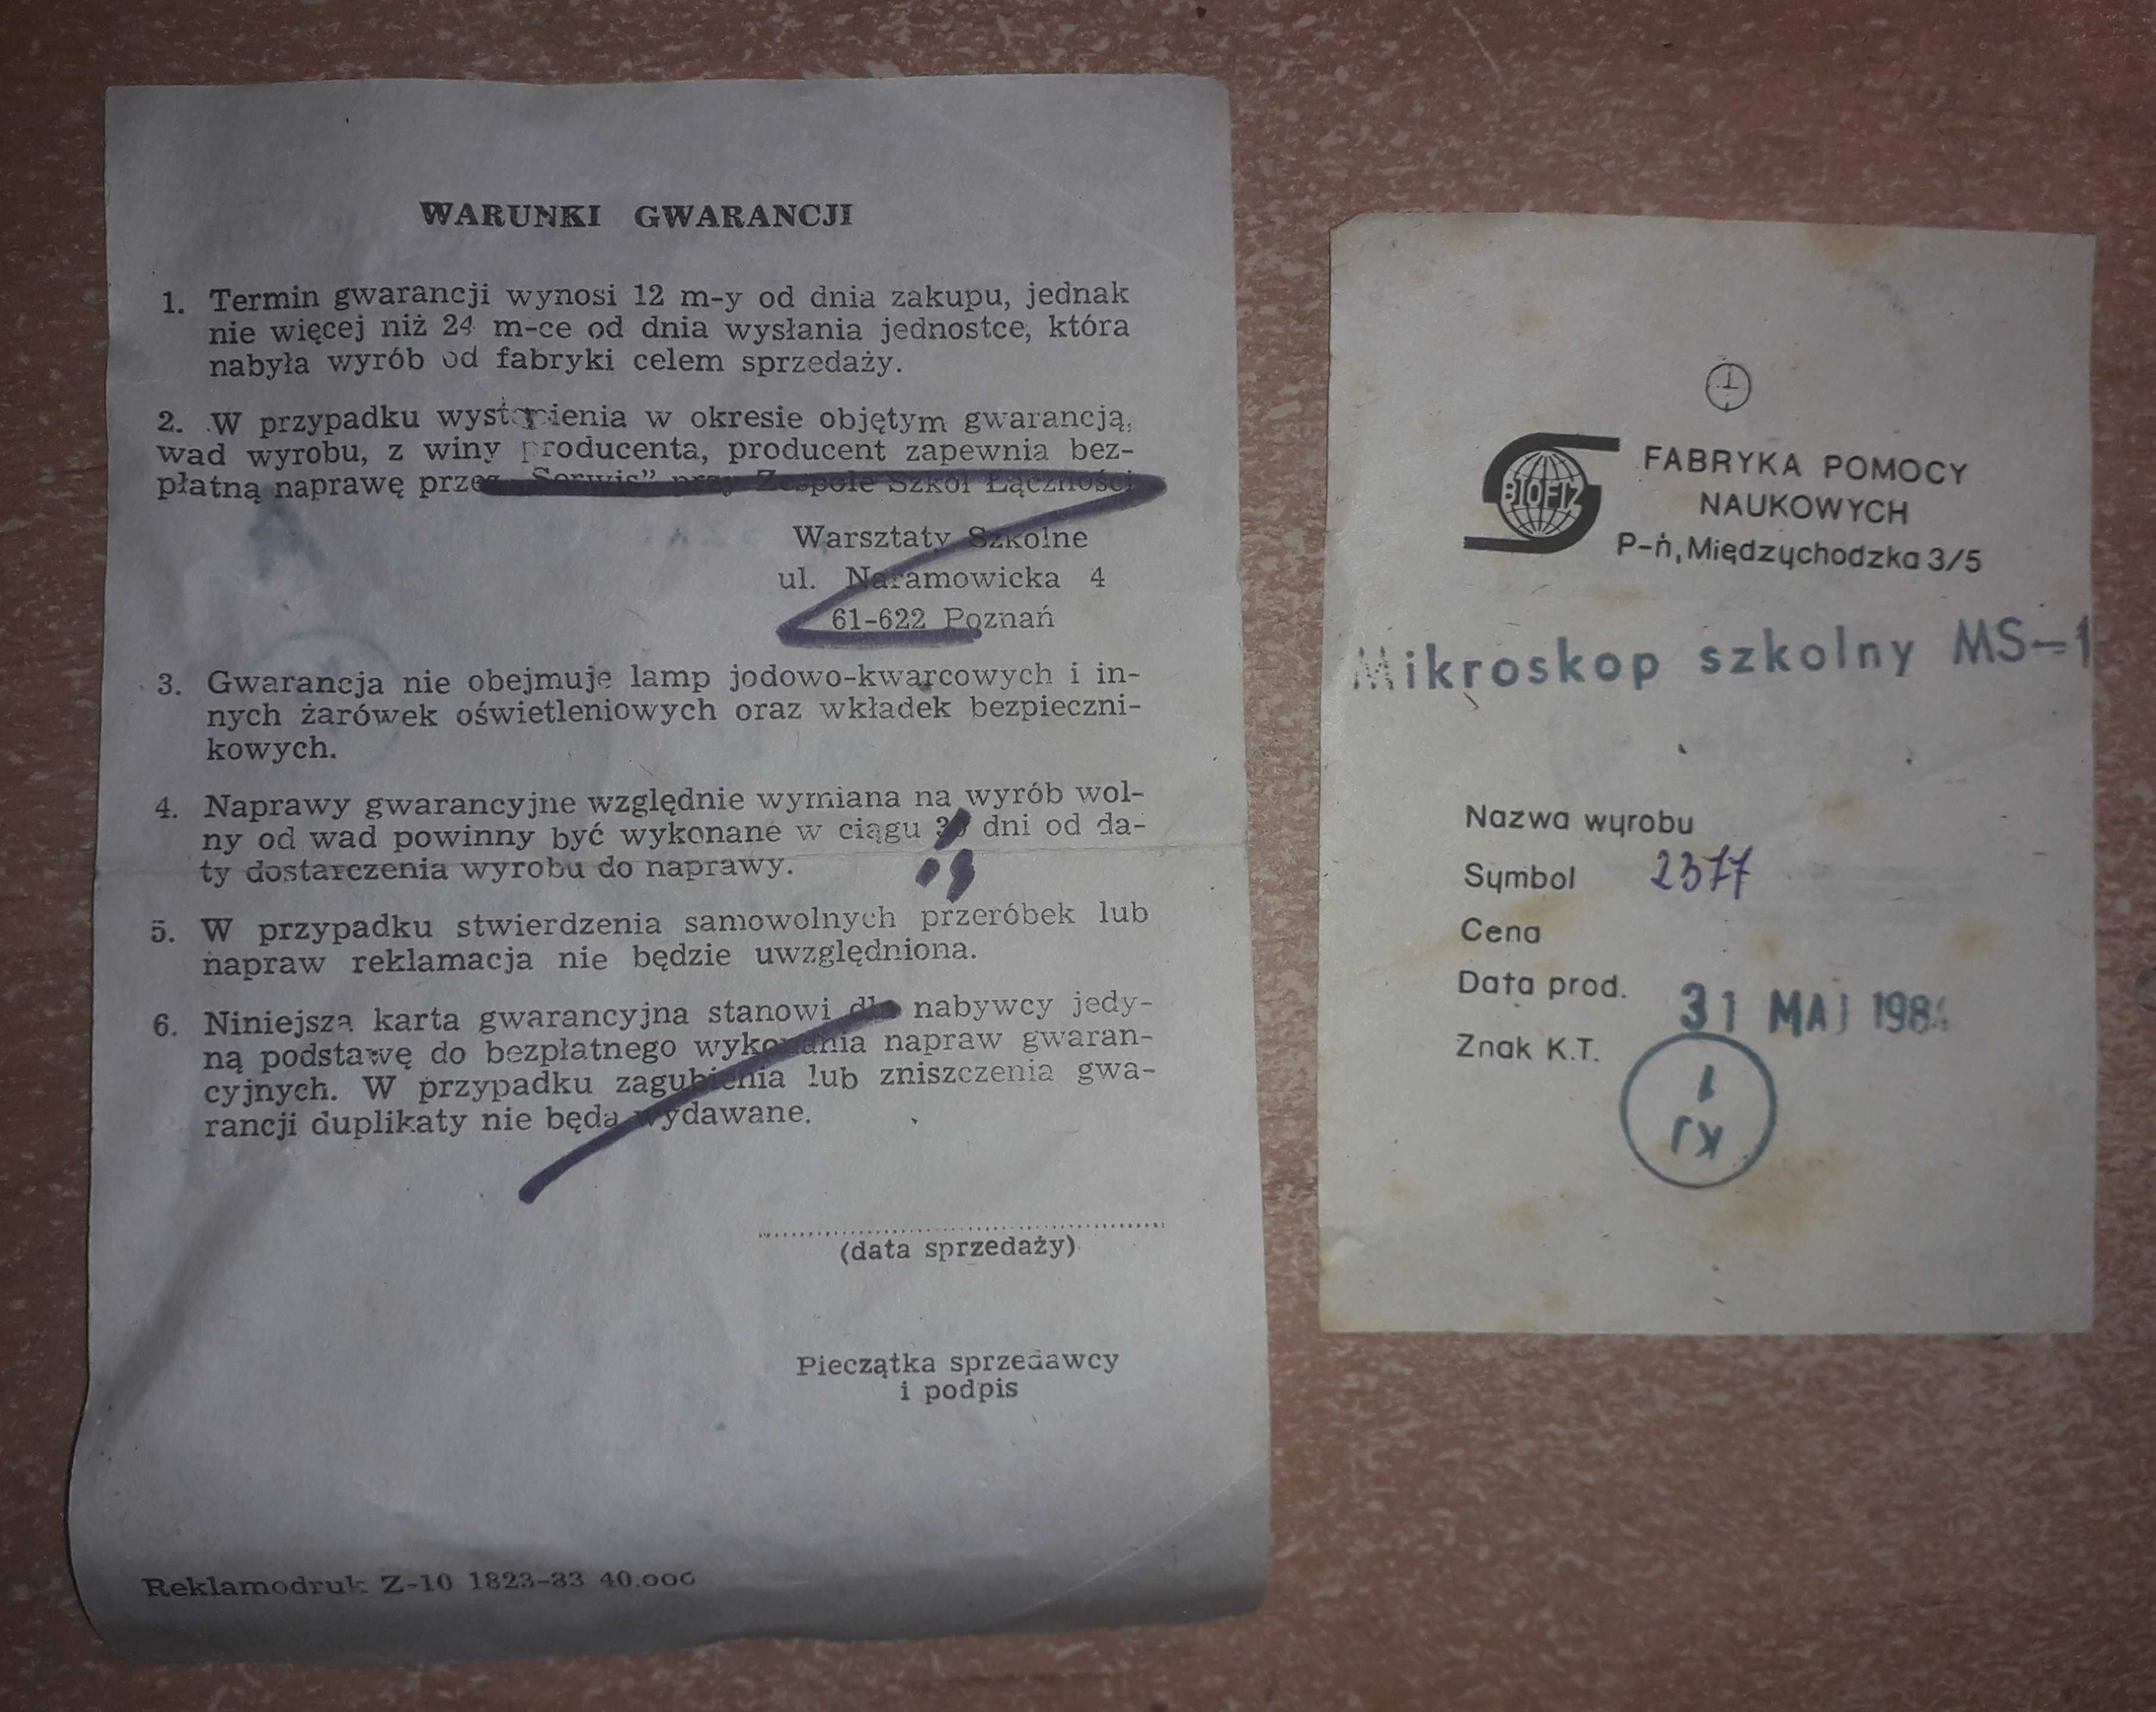 WARUNKI GWARANCJI
1. Termin gwarancji wynosi 12 m-y od dnia zakupu, jednak
nie więcej niż 24 m-ce od dnia wysłania jednostce, która
nabyła wyrób od fabryki celem sprzedaży.
2. W przypadku wystąpienia w okresie objętym gwarancją,
wad wyrobu, z winy producenta, producent zapewnia bez-
płatną naprawę przez „Serwis” przy Zespole Szkół Łączności
Warsztaty Szkolne
ul. Naramowicka 4
61-622 Poznań
3. Gwarancja nie obejmuje lamp jodowo-kwarcowych i in-
nych żarówek oświetleniowych oraz wkładek bezpieczni-
kowych.
4. Naprawy gwarancyjne względnie wymiana na wyrób wol-
ny od wad powinny być wykonane w ciągu dni od da-
ty dostarczenia wyrobu do naprawy.
5. W przypadku stwierdzenia samowolnych przeróbek lub
napraw reklamacja nie będzie uwzględniona.
6. Niniejsza karta gwarancyjna stanowi dla nabywcy jedy-
ną podstawę do bezpłatnego wykonania napraw gwaran-
cyjnych. W przypadku zagubienia lub zniszczenia gwa-
rancji duplikaty nie będą wydawane.
(data sprzedaży)
Pieczątka sprzedawcy
i podpis
Reklamodruk Z-10 1823-83 40.000
BIOFIZ
FABRYKA POMOCY
NAUKOWYCH
P-ń, Międzychodzka 3/5
Mikroskop szkolny MS-1
Nazwa wyrobu
Symbol 2377
Cena
Data prod. 31 MAJ
Znak K.T.
KJ
1